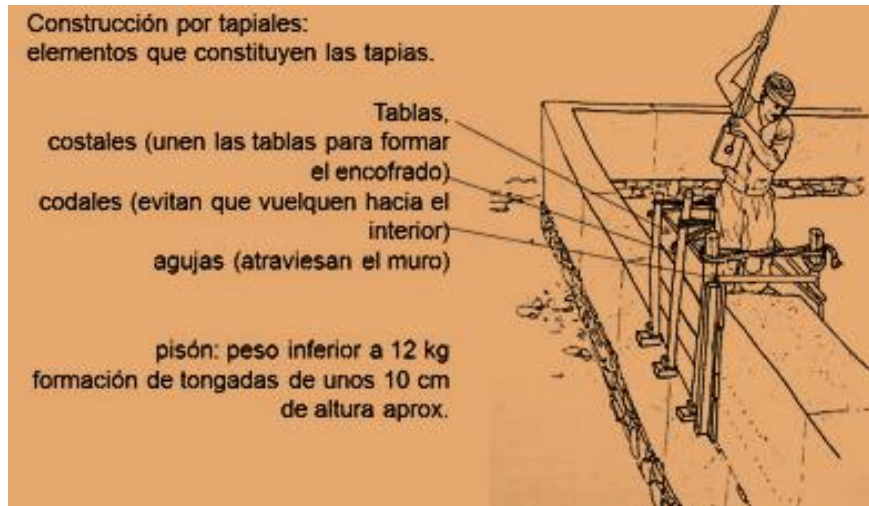 Construcción por tapiales:
elementos que constituyen las tapias.
Tablas,
costales (unen las tablas para formar
el encofrado)
codales (evitan que vuelquen hacia el
interior)
agujas (atraviesan el muro)
pisón: peso inferior a 12 kg
formación de tongadas de unos 10 cm
de altura aprox.